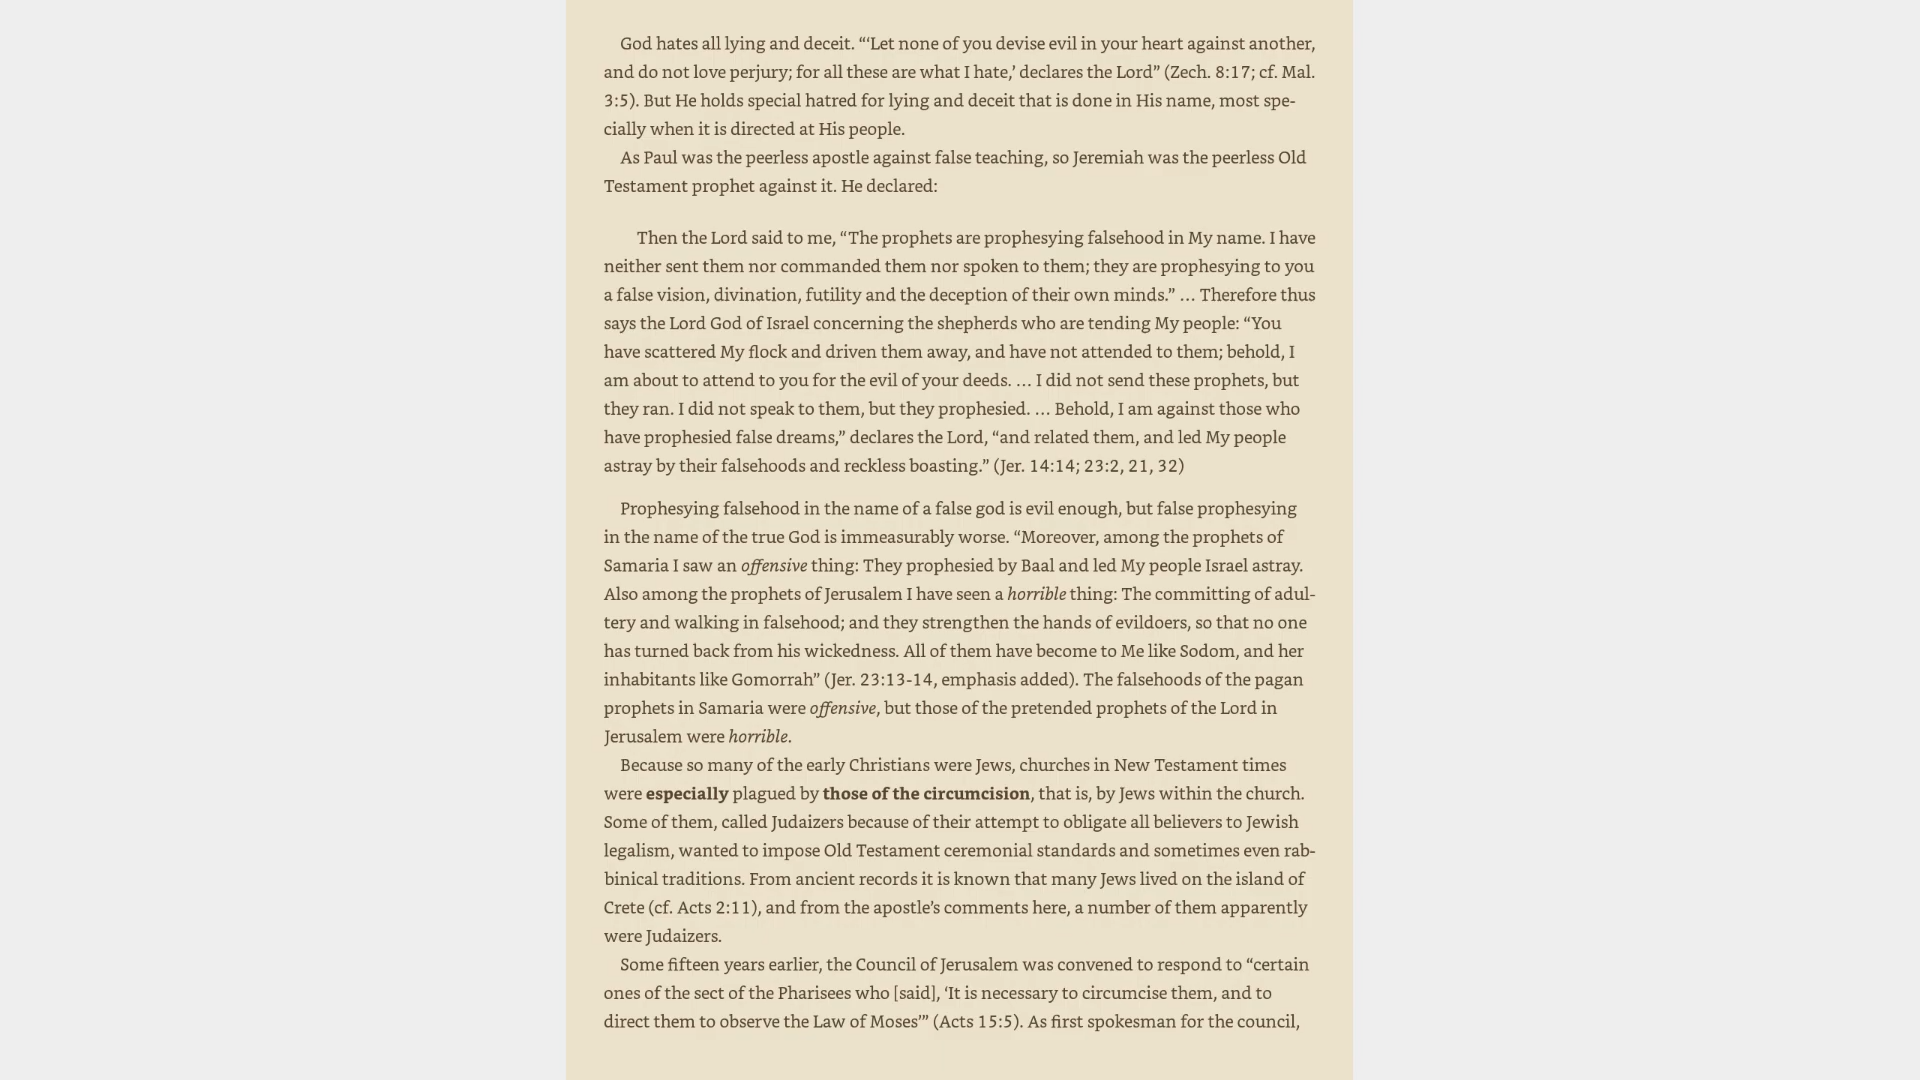 God hates all lying and deceit. “‘Let none of you devise evil in your heart against another,
and do not love perjury; for all these are what I hate,’ declares the Lord” (Zech. 8:17; cf. Mal.
3:5). But He holds special hatred for lying and deceit that is done in His name, most spe-
cially when it is directed at His people.
As Paul was the peerless apostle against false teaching, so Jeremiah was the peerless Old
Testament prophet against it. He declared:
Then the Lord said to me, “The prophets are prophesying falsehood in My name. I have
neither sent them nor commanded them nor spoken to them; they are prophesying to you
a false vision, divination, futility and the deception of their own minds.” … Therefore thus
says the Lord God of Israel concerning the shepherds who are tending My people: “You
have scattered My flock and driven them away, and have not attended to them; behold, I
am about to attend to you for the evil of your deeds. … I did not send these prophets, but
they ran. I did not speak to them, but they prophesied. … Behold, I am against those who
have prophesied false dreams,” declares the Lord, “and related them, and led My people
astray by their falsehoods and reckless boasting.” (Jer. 14:14; 23:2, 21, 32)
Prophesying falsehood in the name of a false god is evil enough, but false prophesying
in the name of the true God is immeasurably worse. “Moreover, among the prophets of
Samaria I saw an offensive thing: They prophesied by Baal and led My people Israel astray.
Also among the prophets of Jerusalem I have seen a horrible thing: The committing of adul-
tery and walking in falsehood; and they strengthen the hands of evildoers, so that no one
has turned back from his wickedness. All of them have become to Me like Sodom, and her
inhabitants like Gomorrah” (Jer. 23:13-14, emphasis added). The falsehoods of the pagan
prophets in Samaria were offensive, but those of the pretended prophets of the Lord in
Jerusalem were horrible.
Because so many of the early Christians were Jews, churches in New Testament times
were especially plagued by those of the circumcision, that is, by Jews within the church.
Some of them, called Judaizers because of their attempt to obligate all believers to Jewish
legalism, wanted to impose Old Testament ceremonial standards and sometimes even rab-
binical traditions. From ancient records it is known that many Jews lived on the island of
Crete (cf. Acts 2:11), and from the apostle’s comments here, a number of them apparently
were Judaizers.
Some fifteen years earlier, the Council of Jerusalem was convened to respond to “certain
ones of the sect of the Pharisees who [said], ‘It is necessary to circumcise them, and to
direct them to observe the Law of Moses’” (Acts 15:5). As first spokesman for the council,